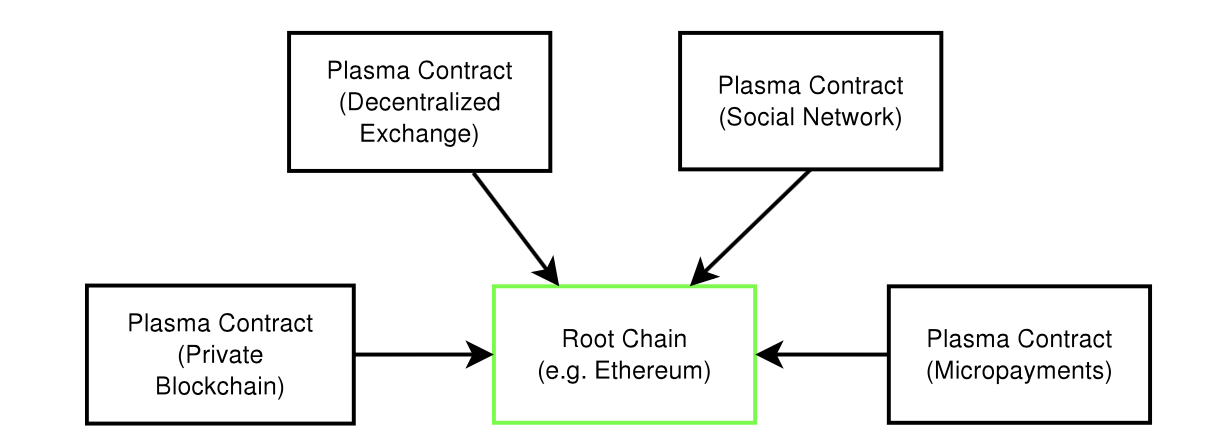 Plasma Contract
(Decentralized
Exchange)
Plasma Contract
(Social Network)
Plasma Contract
(Private
Blockchain)
Root Chain
(e.g. Ethereum)
Plasma Contract
(Micropayments)